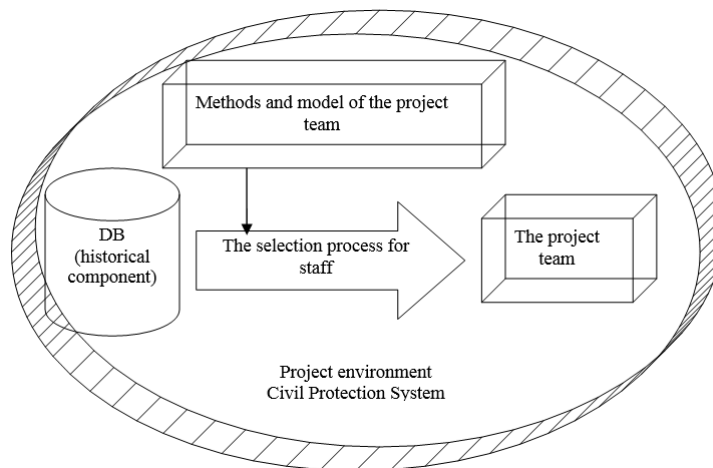 Methods and model of the project
team
DB
(historical
component)
The selection process for
staff
The project
team
Project environment
Civil Protection System